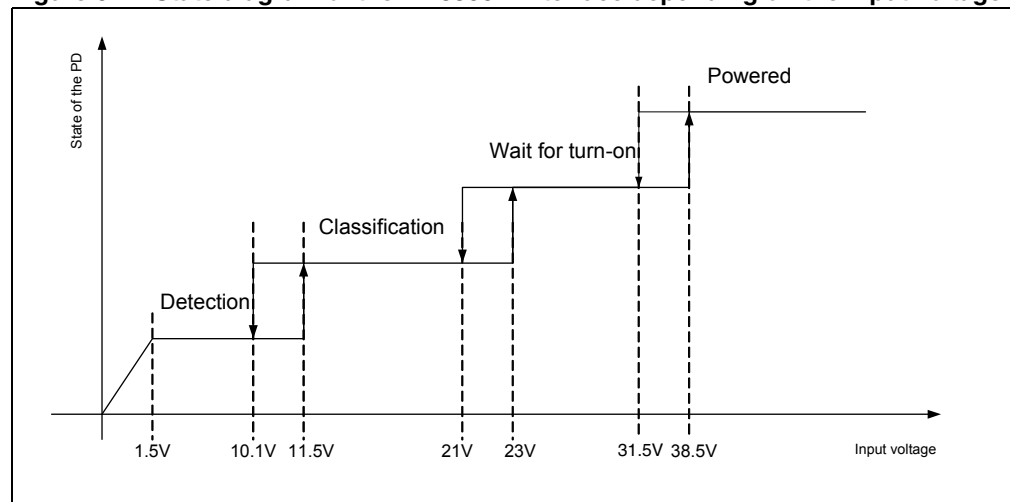 State of the PD
Powered
Wait for turn-on
Classification
Detection
1.5V
10.1V
11.5V
21V
23V
31.5V
38.5V
Input voltage